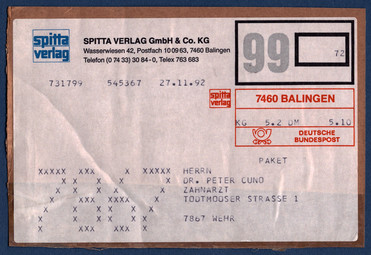 spitta
verlag
SPITTA VERLAG GmbH & Co. KG
Wasserwiesen 42, Postfach 10 09 63, 7460 Balingen
Telefon (0 74 33) 30 84-0, Telex 763 683
99
72
731799 545367 27.11.92
spitta
verlag
7460 BALINGEN
KG 5.2 DM 5.10
DEUTSCHE
BUNDESPOST
PAKET
HERRN
DR. PETER CUNO
ZAHNARZT
TODTMOOSER STRASSE 1
7867 WEHR